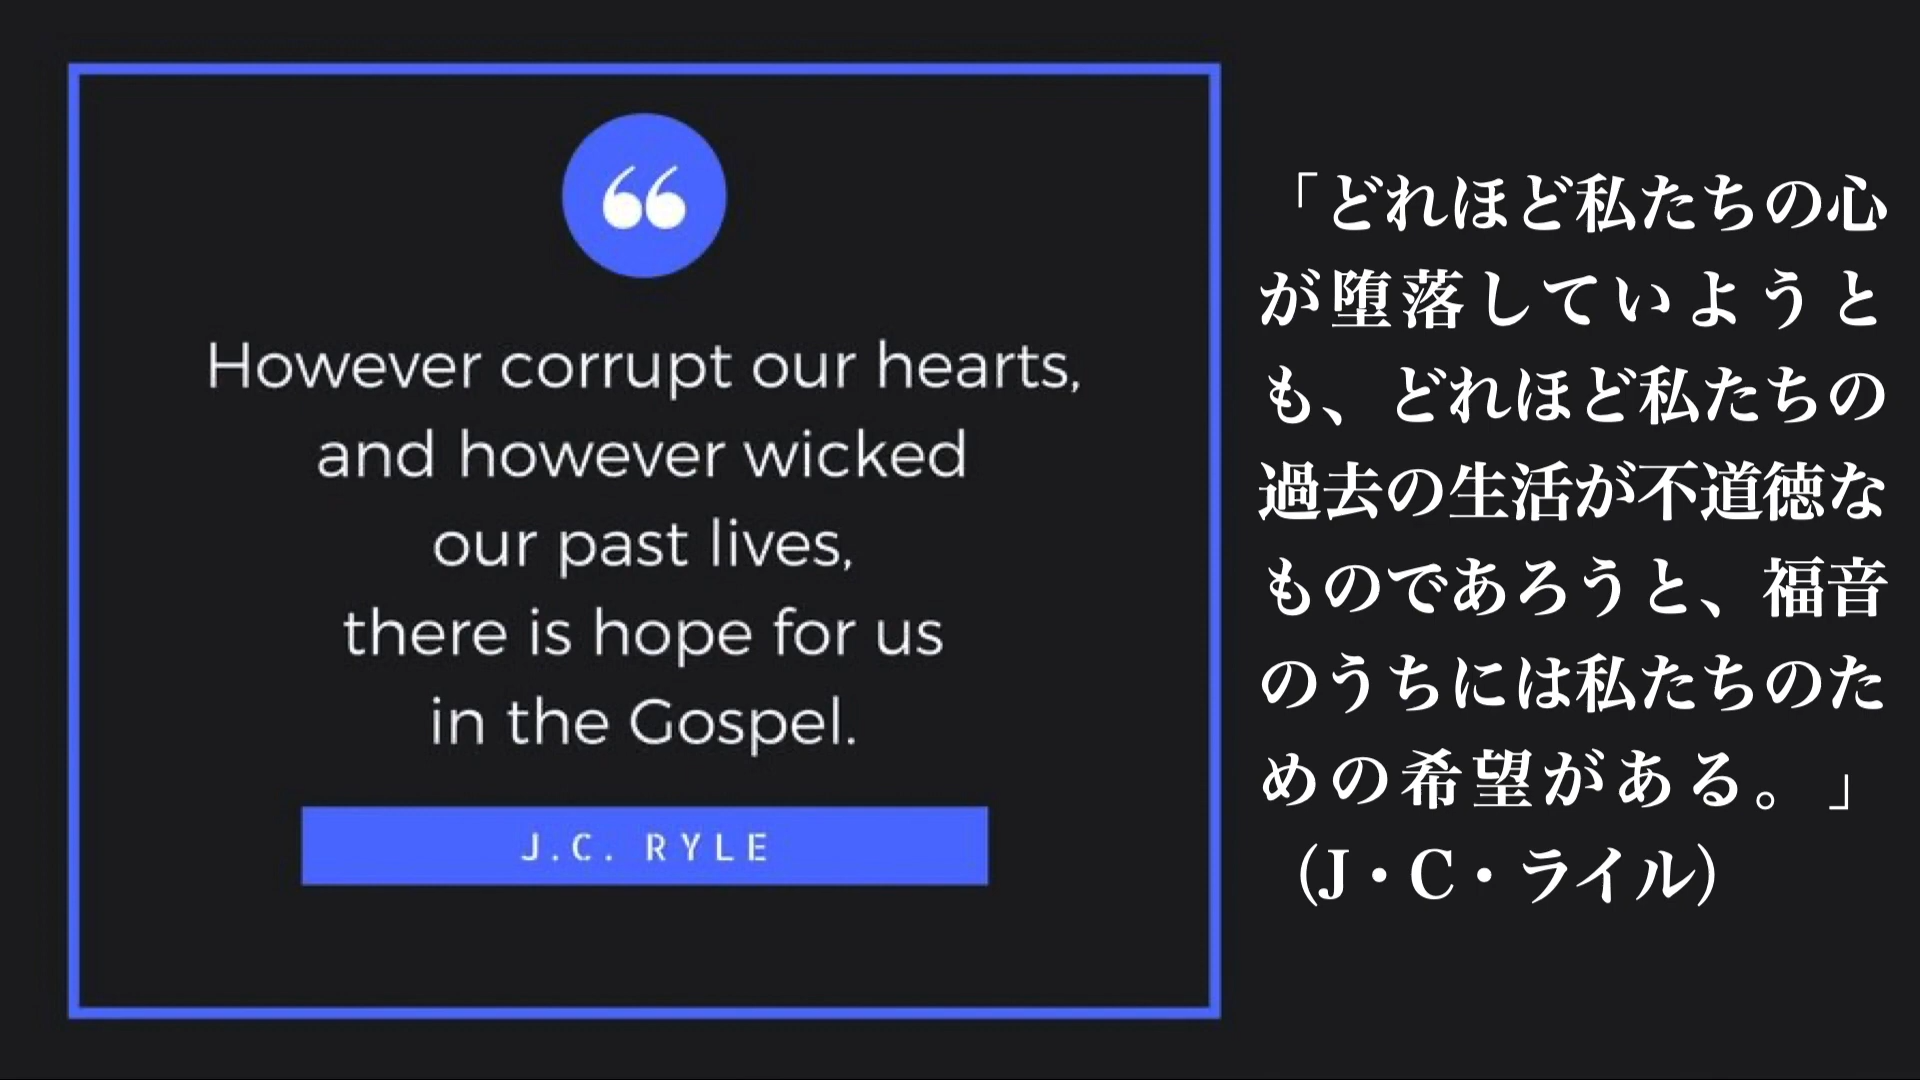 “
However corrupt our hearts,
and however wicked
our past lives,
there is hope for us
in the Gospel.
J.C. RYLE
「どれほど私たちの心
が堕落していようと
も、どれほど私たちの
過去の生活が不道徳な
ものであろうと、福音
のうちには私たちのた
めの希望がある。」
（J・C・ライル）